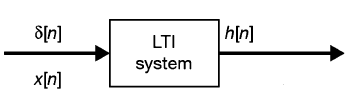 δ[n]
x[n]
LTI
system
h[n]